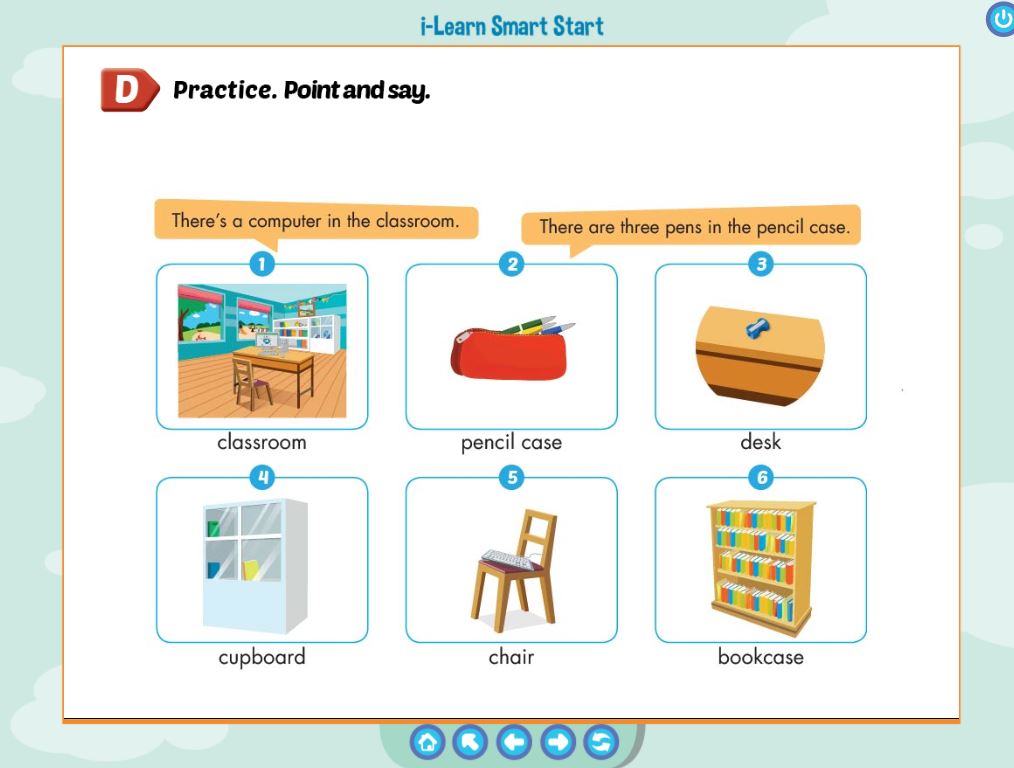 i-Learn Smart Start
D Practice. Point and say.
There's a computer in the classroom.
There are three pens in the pencil case.
1
2
3
classroom
pencil case
desk
4
5
6
cupboard
chair
bookcase